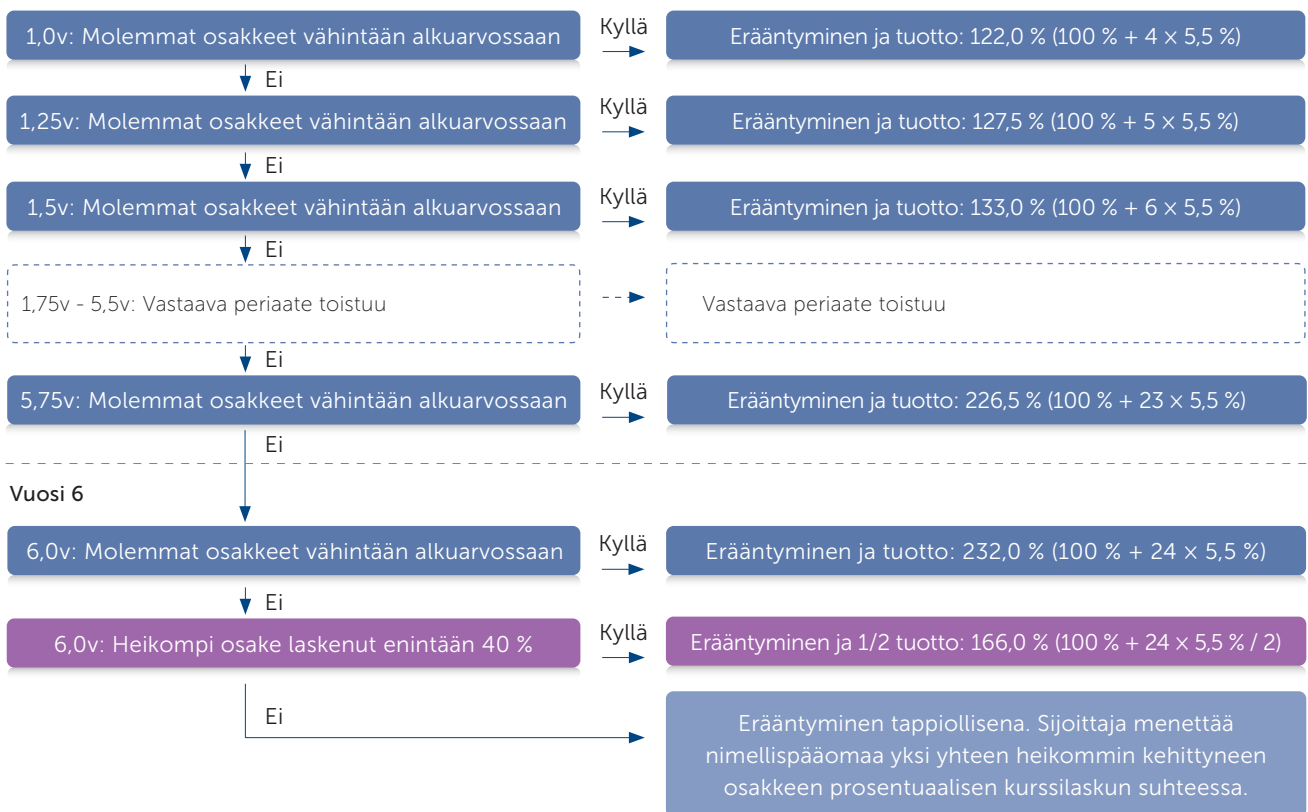 1,0v: Molemmat osakkeet vähintään alkuarvossaan
Kyllä
Erääntyminen ja tuotto: 122,0 % (100 % + 4 × 5,5 %)
Ei
1,25v: Molemmat osakkeet vähintään alkuarvossaan
Kyllä
Erääntyminen ja tuotto: 127,5 % (100 % + 5 × 5,5 %)
Ei
1,5v: Molemmat osakkeet vähintään alkuarvossaan
Kyllä
Erääntyminen ja tuotto: 133,0 % (100 % + 6 × 5,5 %)
Ei
1,75v - 5,5v: Vastaava periaate toistuu
Vastaava periaate toistuu
Ei
5,75v: Molemmat osakkeet vähintään alkuarvossaan
Kyllä
Erääntyminen ja tuotto: 226,5 % (100 % + 23 × 5,5 %)
Ei
Vuosi 6
6,0v: Molemmat osakkeet vähintään alkuarvossaan
Kyllä
Erääntyminen ja tuotto: 232,0 % (100 % + 24 × 5,5 %)
Ei
6,0v: Heikompi osake laskenut enintään 40 %
Kyllä
Erääntyminen ja 1/2 tuotto: 166,0 % (100 % + 24 × 5,5 % / 2)
Ei
Erääntyminen tappiollisena. Sijoittaja menettää
nimellispääomaa yksi yhteen heikommin kehittyneen
osakkeen prosentuaalisen kurssilaskun suhteessa.